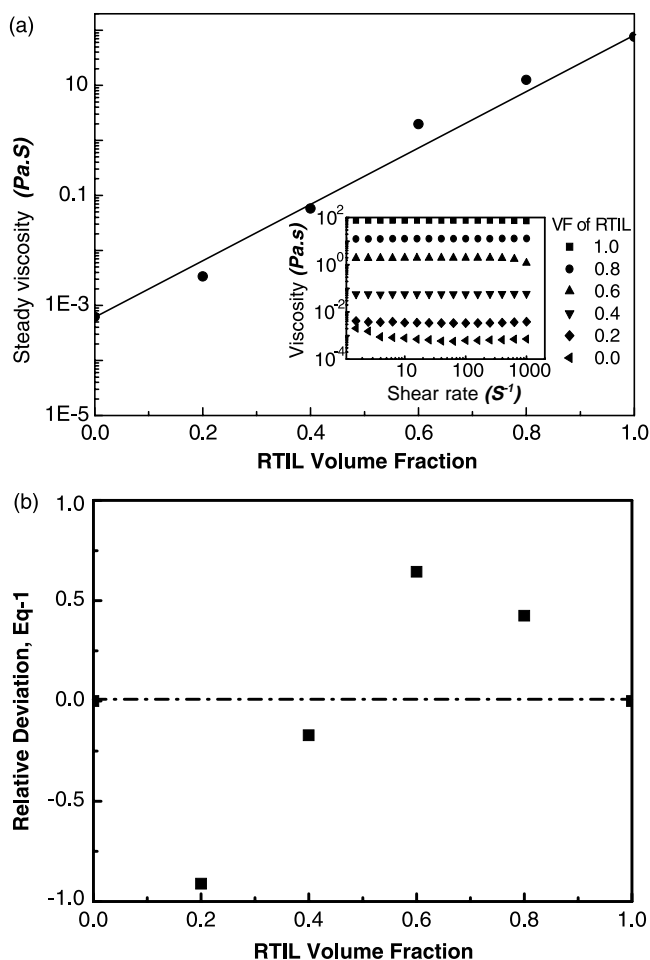 (a)
10
0.1
1E-3
1E-5
Steady viscosity (Pa.S)
0.0 0.2 0.4 0.6 0.8 1.0
RTIL Volume Fraction
10^2
10^0
10^-2
10^-4
Viscosity (Pa.s)
10 100 1000
Shear rate (S^-1)
VF of RTIL
1.0
0.8
0.6
0.4
0.2
0.0
(b)
1.0
0.5
0.0
-0.5
-1.0
Relative Deviation, Eq-1
0.0 0.2 0.4 0.6 0.8 1.0
RTIL Volume Fraction